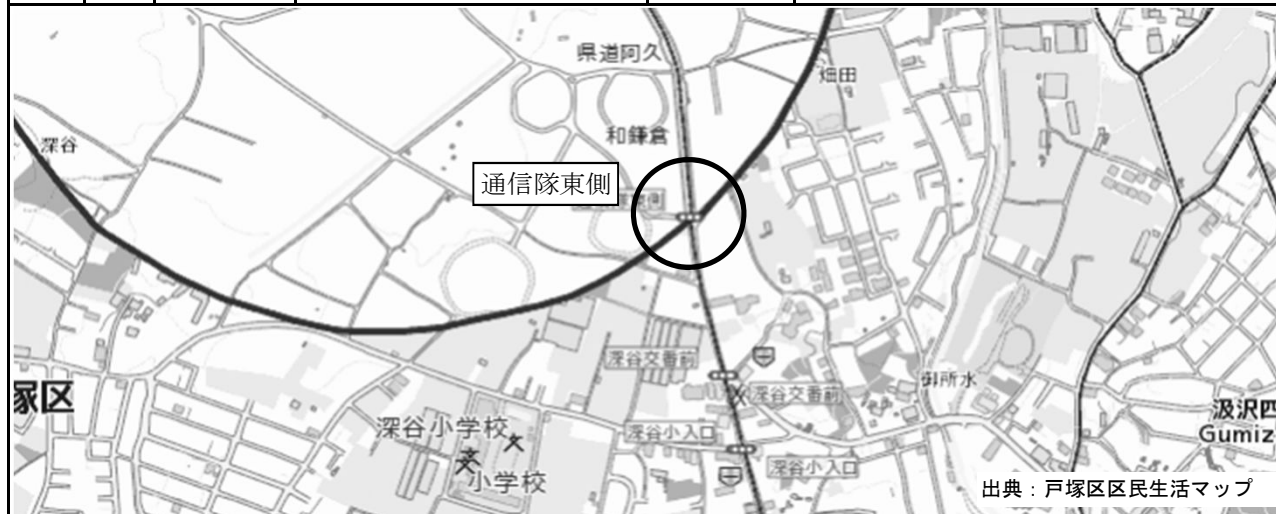 県道阿久
和鎌倉
畑田
深谷
通信隊東側
深谷交番前
深谷交番前
御所水
塚区
深谷小学校
小学校
深谷小入口
深谷小入口
汲沢四
Gumiz
出典：戸塚区区民生活マップ